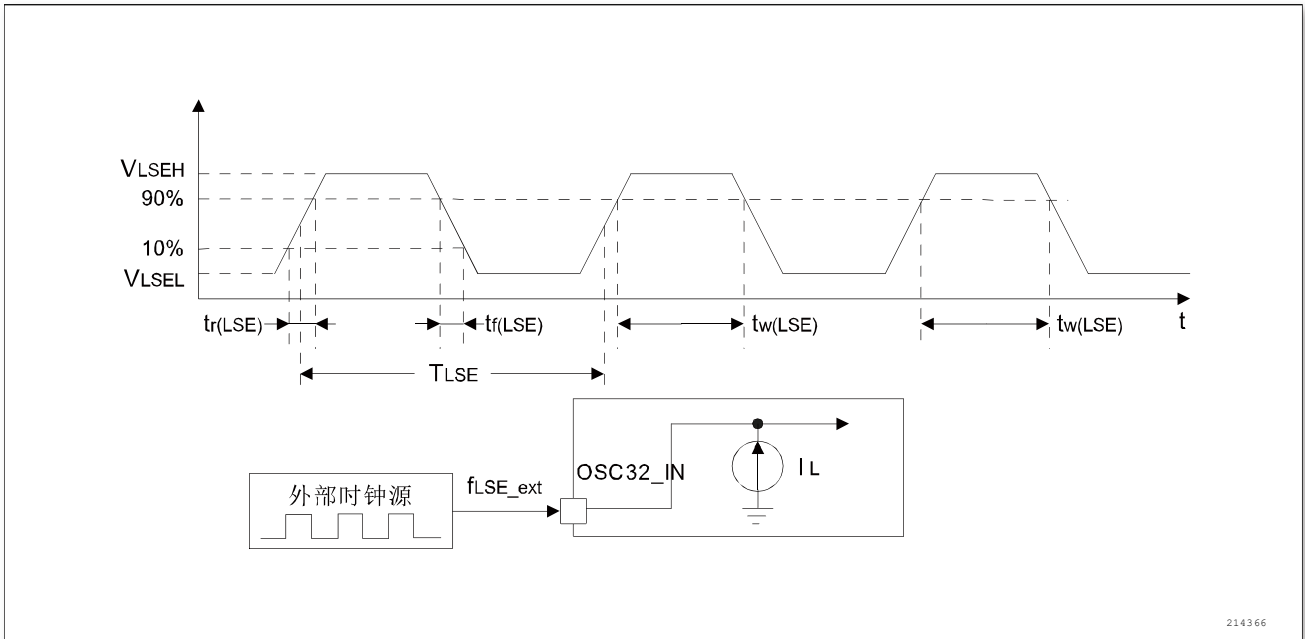 VLSEH
90%
10%
VLSEL
tr(LSE)
tf(LSE)
tw(LSE)
tw(LSE)
t
TLSE
外部时钟源
fLSE_ext
OSC32_IN
IL
214366